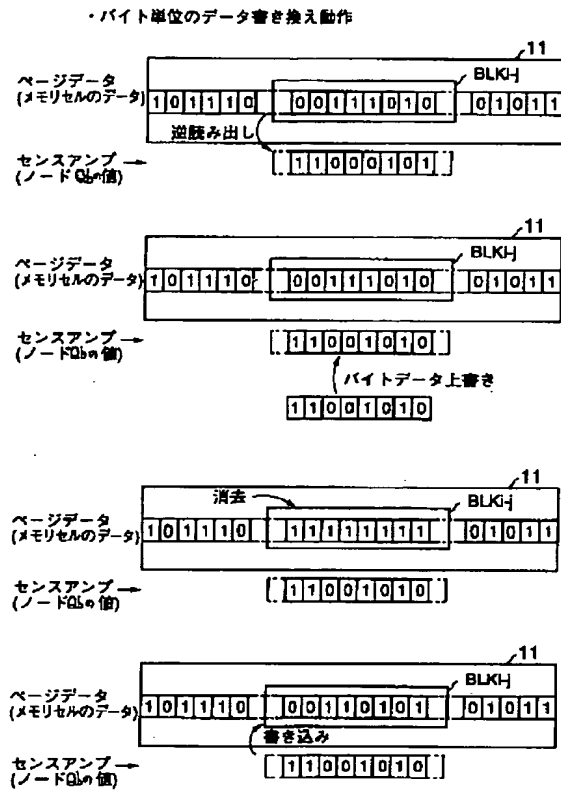 ・バイト単位のデータ書き換え動作
11
ページデータ
(メモリセルのデータ)
BLKi-j
1 0 1 1 1 0 0 0 1 1 1 0 1 0 0 1 0 1 1
逆読み出し
センスアンプ→
(ノードQbの値)
1 1 0 0 0 1 0 1
11
ページデータ
(メモリセルのデータ)
BLKi-j
1 0 1 1 1 0 0 0 1 1 1 0 1 0 0 1 0 1 1
センスアンプ→
(ノードQbの値)
1 1 0 0 1 0 1 0
バイトデータ上書き
1 1 0 0 1 0 1 0
11
消去
ページデータ
(メモリセルのデータ)
BLKi-j
1 0 1 1 1 0 1 1 1 1 1 1 1 1 0 1 0 1 1
センスアンプ→
(ノードQbの値)
1 1 0 0 1 0 1 0
11
ページデータ
(メモリセルのデータ)
BLKi-j
1 0 1 1 1 0 0 0 1 1 0 1 0 1 0 1 0 1 1
書き込み
センスアンプ→
(ノードQbの値)
1 1 0 0 1 0 1 0